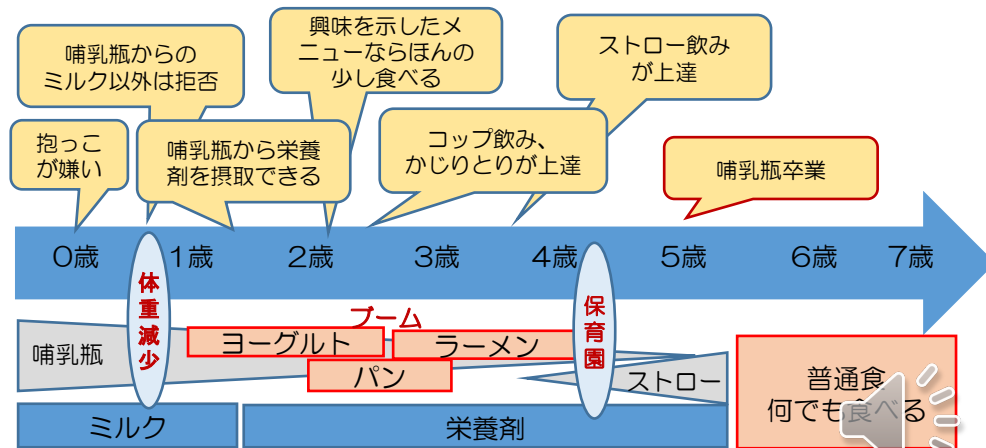 哺乳瓶からの
ミルク以外は拒否
興味を示したメ
ニューならほんの
少し食べる
ストロー飲み
が上達
抱っこ
が嫌い
哺乳瓶から栄養
剤を摂取できる
コップ飲み、
かじりとりが上達
哺乳瓶卒業
0歳
1歳
2歳
3歳
4歳
5歳
6歳
7歳
体重減少
保育園
ブーム
哺乳瓶
ヨーグルト
ラーメン
パン
ストロー
普通食
何でも食べる
ミルク
栄養剤